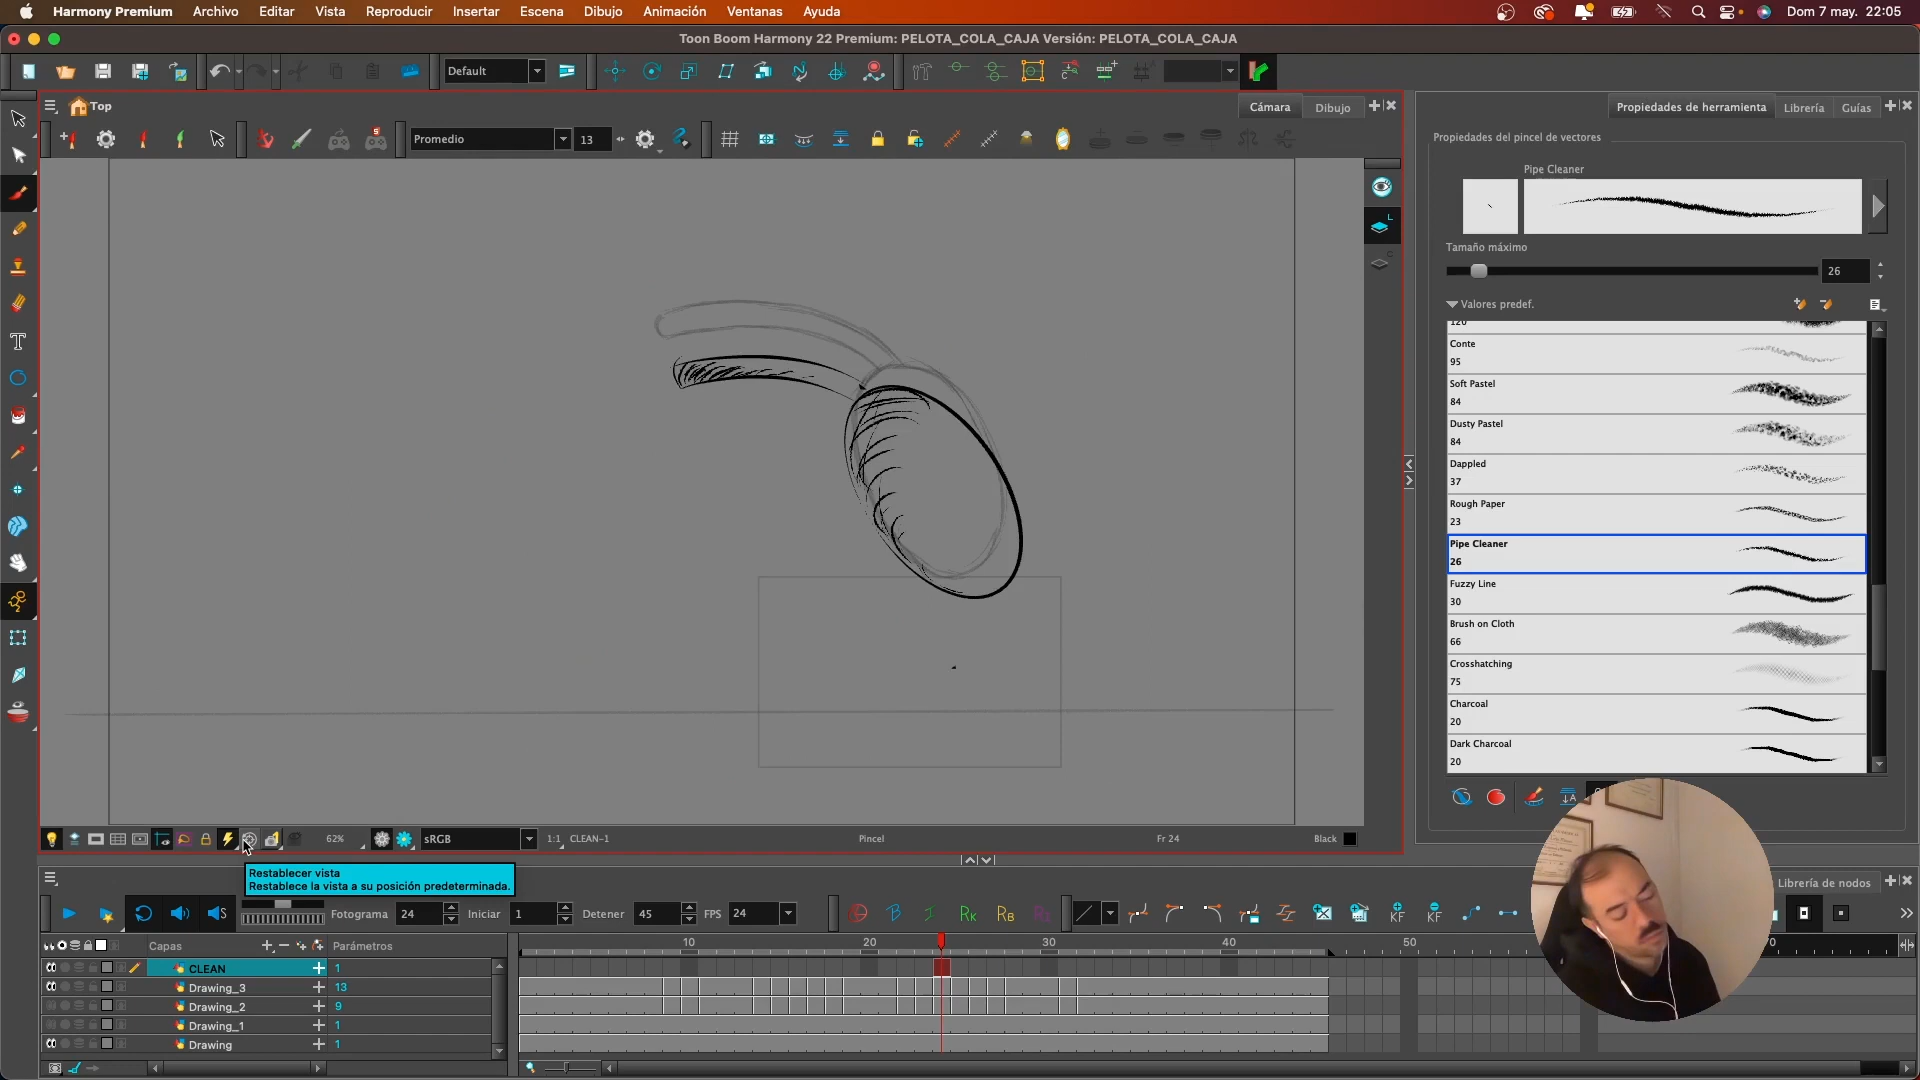 Harmony Premium Archivo Editar Vista Reproducir Insertar Escena Dibujo Animación Ventanas Ayuda Dom 7 may. 22:05
Toon Boom Harmony 22 Premium: PELOTA_COLA_CAJA Versión: PELOTA_COLA_CAJA
Default
Top Cámara Dibujo
Promedio 13
Propiedades de herramienta Librería Guías
Propiedades del pincel de vectores
Pipe Cleaner
Tamaño máximo
26
Valores predef.
120
Conte
95
Soft Pastel
84
Dusty Pastel
84
Dappled
37
Rough Paper
23
Pipe Cleaner
26
Fuzzy Line
30
Brush on Cloth
66
Crosshatching
75
Charcoal
20
Dark Charcoal
20
62% sRGB 1:1 CLEAN-1 Pincel Fr 24 Black
Restablecer vista
Restablece la vista a su posición predeterminada.
Librería de nodos
Fotograma 24 Iniciar 1 Detener 45 FPS 24
Capas Parámetros
10 20 30 40 50
CLEAN 1
Drawing_3 13
Drawing_2 9
Drawing_1 1
Drawing 1